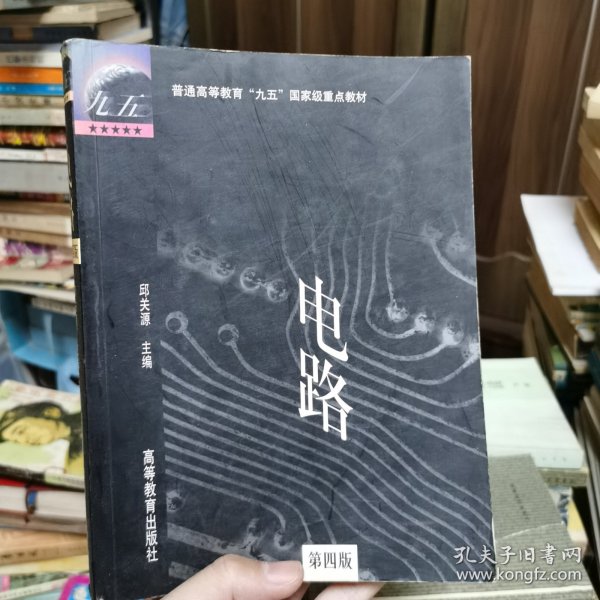 九五
★★★★★
普通高等教育“九五”国家级重点教材
邱关源 主编
电路
高等教育出版社
第四版
孔夫子旧书网
www.kongfz.com